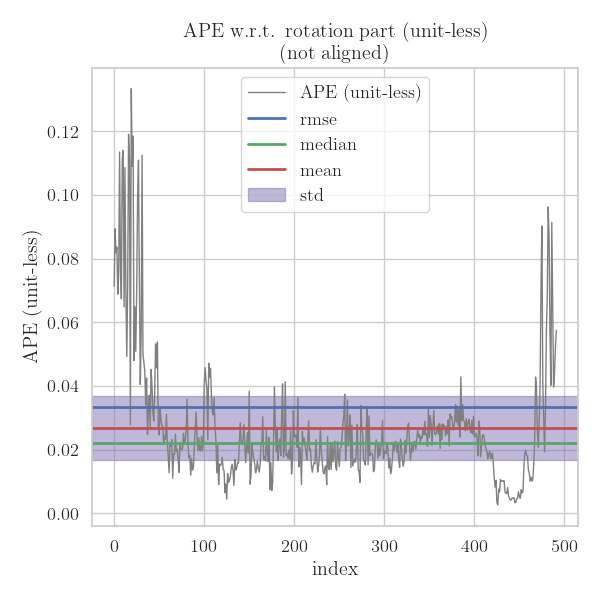 APE w.r.t. rotation part (unit-less)
(not aligned)
APE (unit-less)
rmse
median
mean
std
0.12
0.10
0.08
0.06
0.04
0.02
0.00
APE (unit-less)
0 100 200 300 400 500
index